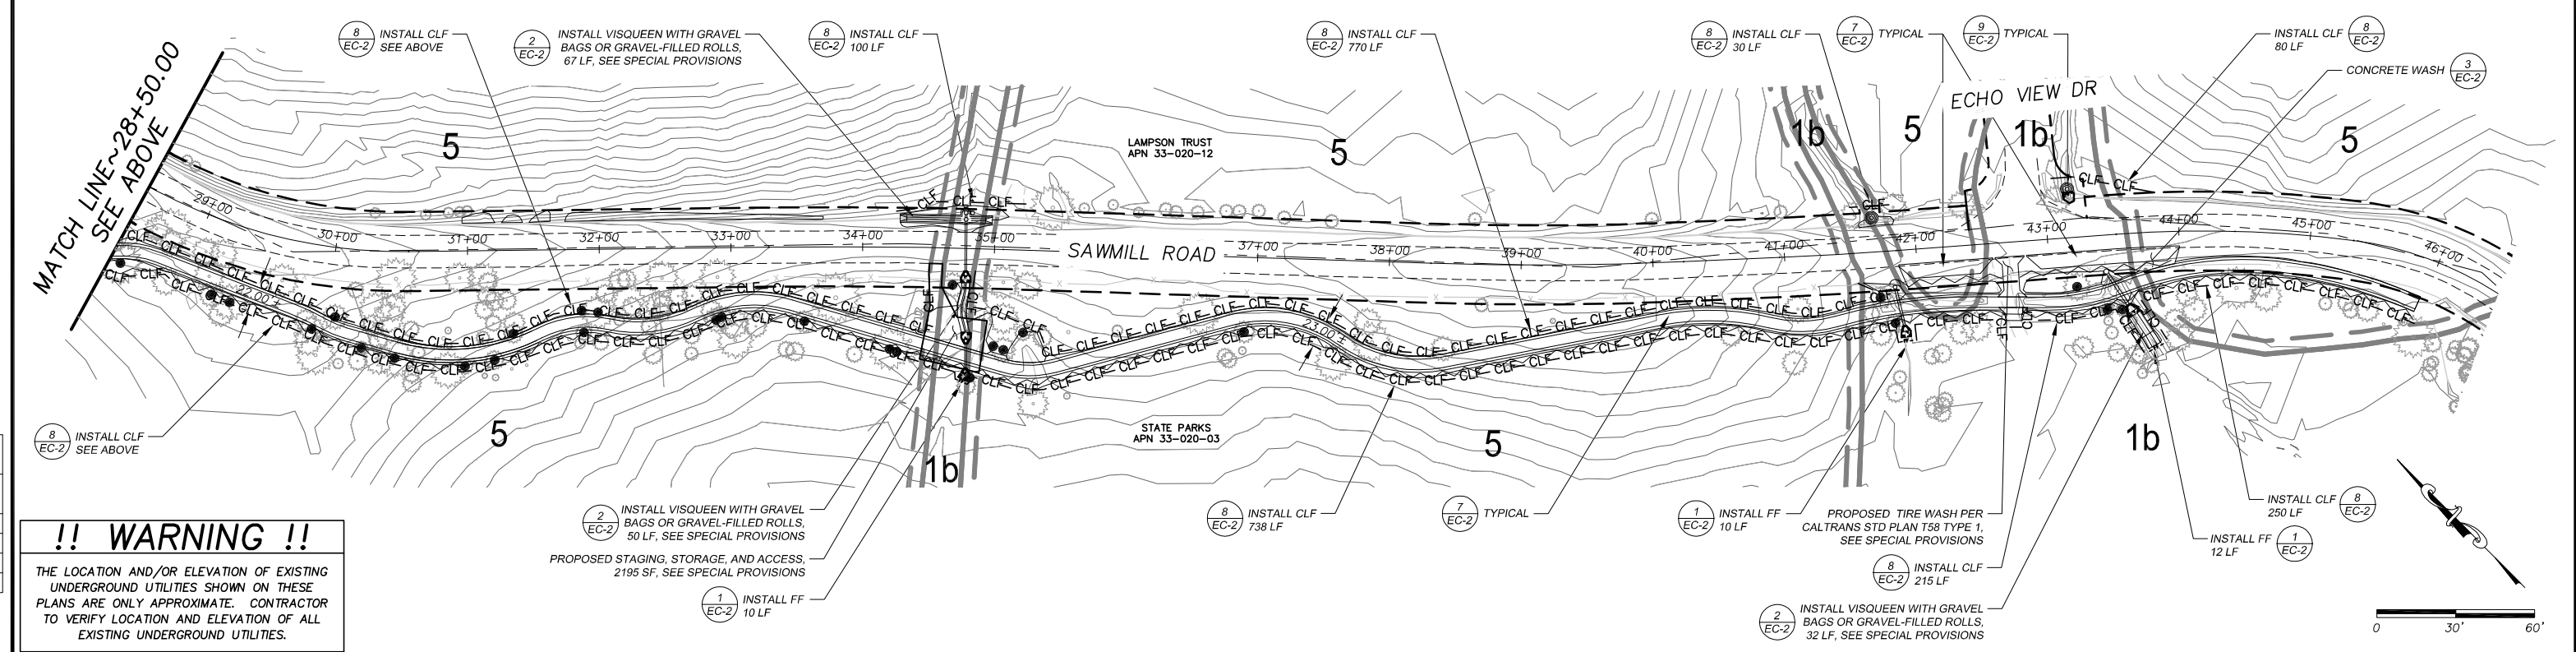 8
EC-2
INSTALL CLF
SEE ABOVE
2
EC-2
INSTALL VISQUEEN WITH GRAVEL
BAGS OR GRAVEL-FILLED ROLLS,
67 LF, SEE SPECIAL PROVISIONS
8
EC-2
INSTALL CLF
100 LF
8
EC-2
INSTALL CLF
770 LF
8
EC-2
INSTALL CLF
30 LF
7
EC-2
TYPICAL
9
EC-2
TYPICAL
INSTALL CLF
80 LF
8
EC-2
CONCRETE WASH
3
EC-2
MATCH LINE~28+50.00
SEE ABOVE
ECHO VIEW DR
5
LAMPSON TRUST
APN 33-020-12
5
1b
5
1b
5
SAWMILL ROAD
29+00
30+00
31+00
32+00
33+00
34+00
35+00
37+00
38+00
39+00
40+00
41+00
42+00
43+00
44+00
45+00
46+00
22.00
23.00
CLF
5
1b
STATE PARKS
APN 33-020-03
5
1b
8
EC-2
INSTALL CLF
SEE ABOVE
2
EC-2
INSTALL VISQUEEN WITH GRAVEL
BAGS OR GRAVEL-FILLED ROLLS,
50 LF, SEE SPECIAL PROVISIONS
PROPOSED STAGING, STORAGE, AND ACCESS,
2195 SF, SEE SPECIAL PROVISIONS
1
EC-2
INSTALL FF
10 LF
8
EC-2
INSTALL CLF
738 LF
7
EC-2
TYPICAL
1
EC-2
INSTALL FF
10 LF
PROPOSED TIRE WASH PER
CALTRANS STD PLAN T58 TYPE 1,
SEE SPECIAL PROVISIONS
8
EC-2
INSTALL CLF
215 LF
2
EC-2
INSTALL VISQUEEN WITH GRAVEL
BAGS OR GRAVEL-FILLED ROLLS,
32 LF, SEE SPECIAL PROVISIONS
INSTALL CLF
250 LF
8
EC-2
INSTALL FF
12 LF
1
EC-2
!! WARNING !!
THE LOCATION AND/OR ELEVATION OF EXISTING
UNDERGROUND UTILITIES SHOWN ON THESE
PLANS ARE ONLY APPROXIMATE. CONTRACTOR
TO VERIFY LOCATION AND ELEVATION OF ALL
EXISTING UNDERGROUND UTILITIES.
0 30' 60'